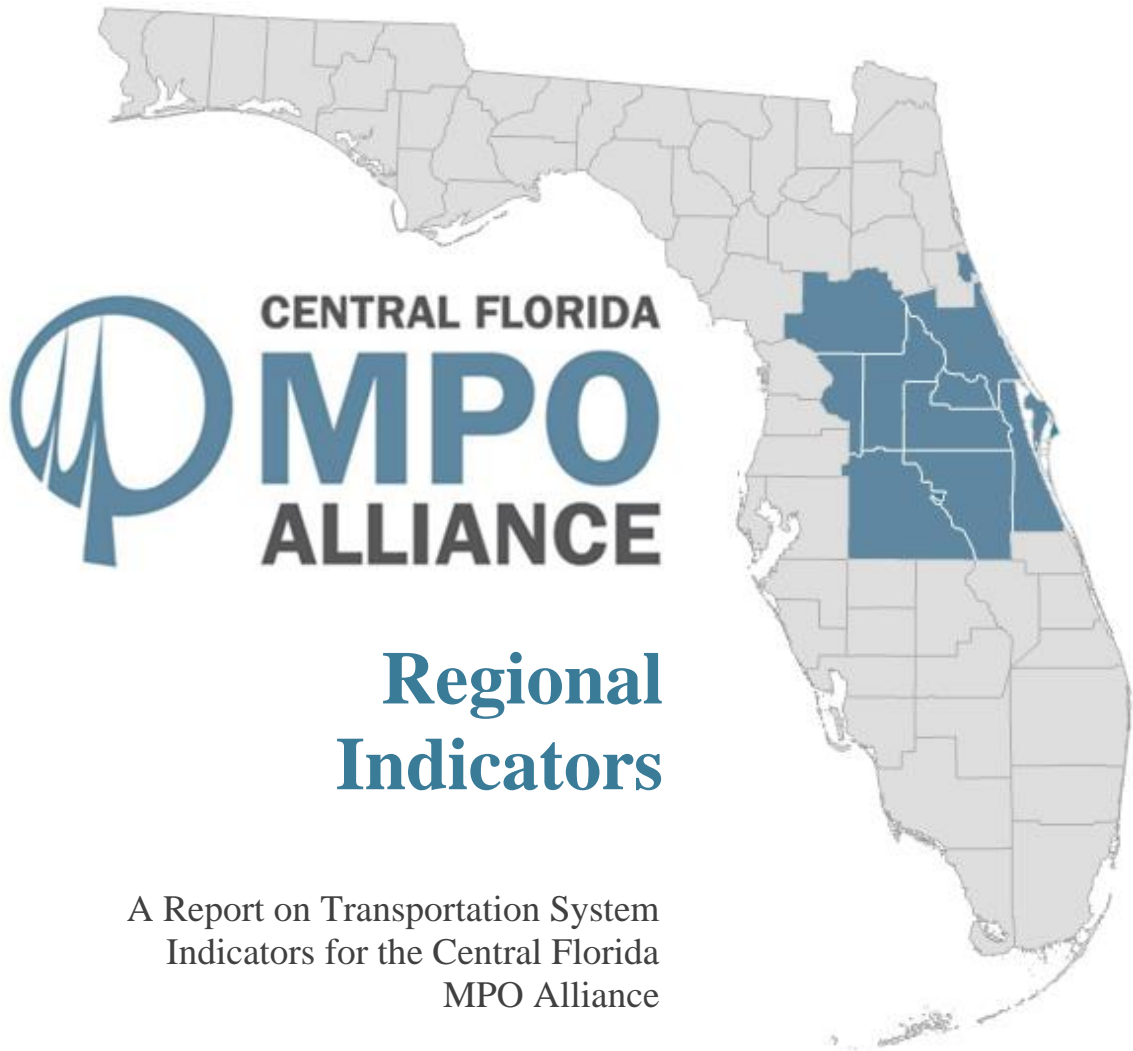 CENTRAL FLORIDA
MPO
ALLIANCE
Regional
Indicators
A Report on Transportation System
Indicators for the Central Florida
MPO Alliance